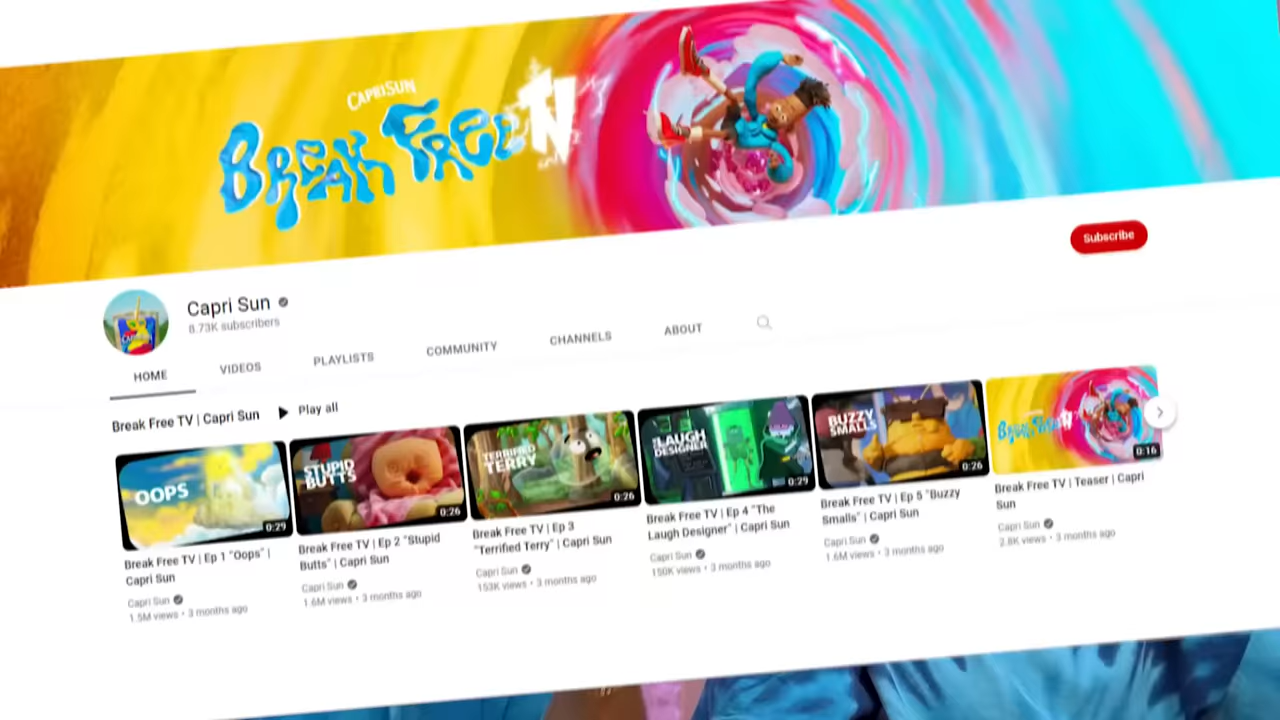 CAPRISUN
BREAK FREE TV
Subscribe
Capri Sun
8.73K subscribers
HOME
VIDEOS
PLAYLISTS
COMMUNITY
CHANNELS
ABOUT
Break Free TV | Capri Sun
Play all
OOPS
0:29
Break Free TV | Ep 1 "Oops" |
Capri Sun
Capri Sun
1.5M views • 3 months ago
STUPID
BUTTS
0:26
Break Free TV | Ep 2 "Stupid
Butts" | Capri Sun
Capri Sun
1.6M views • 3 months ago
TERRIFIED
TERRY
0:26
Break Free TV | Ep 3
"Terrified Terry" | Capri Sun
Capri Sun
153K views • 3 months ago
THE LAUGH
DESIGNER
0:29
Break Free TV | Ep 4 "The
Laugh Designer" | Capri Sun
Capri Sun
150K views • 3 months ago
BUZZY
SMALLS
0:26
Break Free TV | Ep 5 "Buzzy
Smalls" | Capri Sun
Capri Sun
1.6M views • 3 months ago
BREAK FREE TV
0:16
Break Free TV | Teaser | Capri
Sun
Capri Sun
2.8K views • 3 months ago